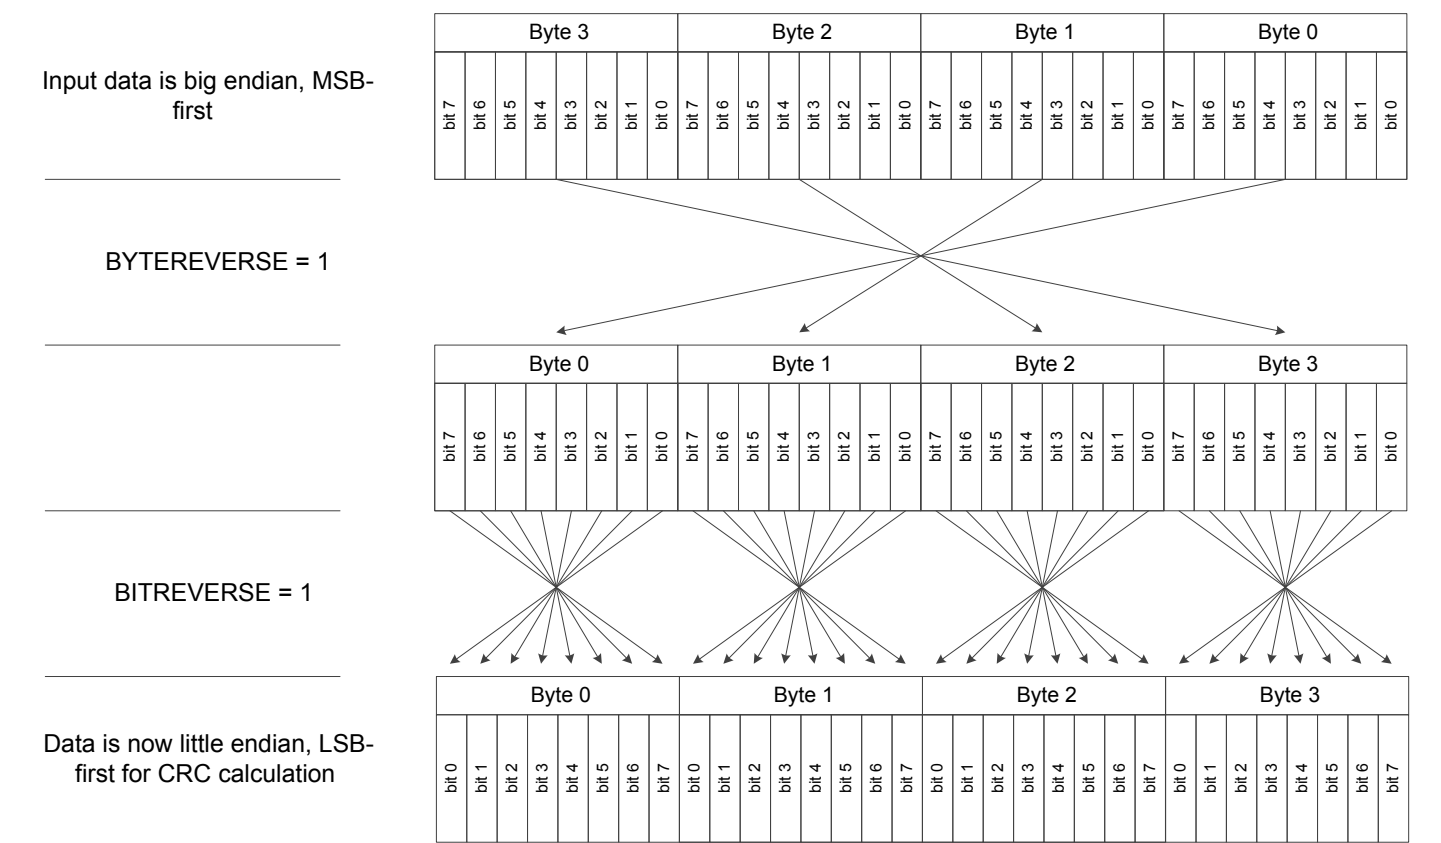 Byte 3 Byte 2 Byte 1 Byte 0
Input data is big endian, MSB-
first
bit 7 bit 6 bit 5 bit 4 bit 3 bit 2 bit 1 bit 0 bit 7 bit 6 bit 5 bit 4 bit 3 bit 2 bit 1 bit 0 bit 7 bit 6 bit 5 bit 4 bit 3 bit 2 bit 1 bit 0 bit 7 bit 6 bit 5 bit 4 bit 3 bit 2 bit 1 bit 0
BYTEREVERSE = 1
Byte 0 Byte 1 Byte 2 Byte 3
bit 7 bit 6 bit 5 bit 4 bit 3 bit 2 bit 1 bit 0 bit 7 bit 6 bit 5 bit 4 bit 3 bit 2 bit 1 bit 0 bit 7 bit 6 bit 5 bit 4 bit 3 bit 2 bit 1 bit 0 bit 7 bit 6 bit 5 bit 4 bit 3 bit 2 bit 1 bit 0
BITREVERSE = 1
Byte 0 Byte 1 Byte 2 Byte 3
Data is now little endian, LSB-
first for CRC calculation
bit 0 bit 1 bit 2 bit 3 bit 4 bit 5 bit 6 bit 7 bit 0 bit 1 bit 2 bit 3 bit 4 bit 5 bit 6 bit 7 bit 0 bit 1 bit 2 bit 3 bit 4 bit 5 bit 6 bit 7 bit 0 bit 1 bit 2 bit 3 bit 4 bit 5 bit 6 bit 7